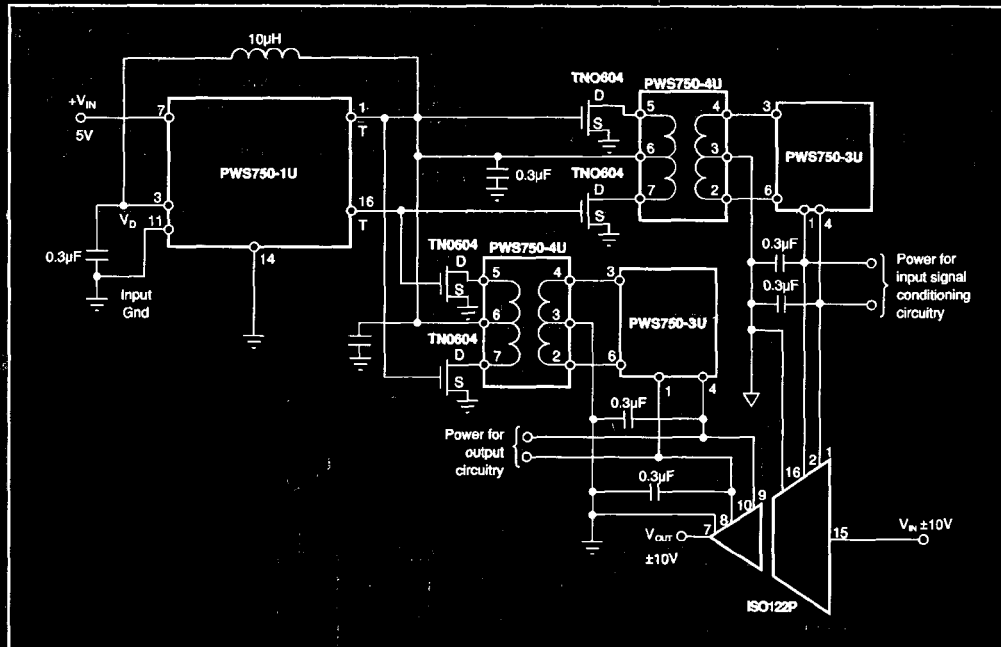 10µH
TNO604
PWS750-4U
+V_IN
5V
7
1
T
D
S
5
4
3
PWS750-1U
PWS750-3U
6
3
0.3µF
TNO604
16
T
D
S
7
2
6
3
V_D
11
TN0604
PWS750-4U
1
4
0.3µF
14
D
S
5
4
3
0.3µF
Power for
input signal
conditioning
circuitry
Input
Gnd
0.3µF
6
3
PWS750-3U
TN0604
D
S
7
2
6
1
4
0.3µF
Power for
output
circuitry
16
2
1
0.3µF
10
9
8
7
V_OUT
±10V
15
V_IN ±10V
ISO122P